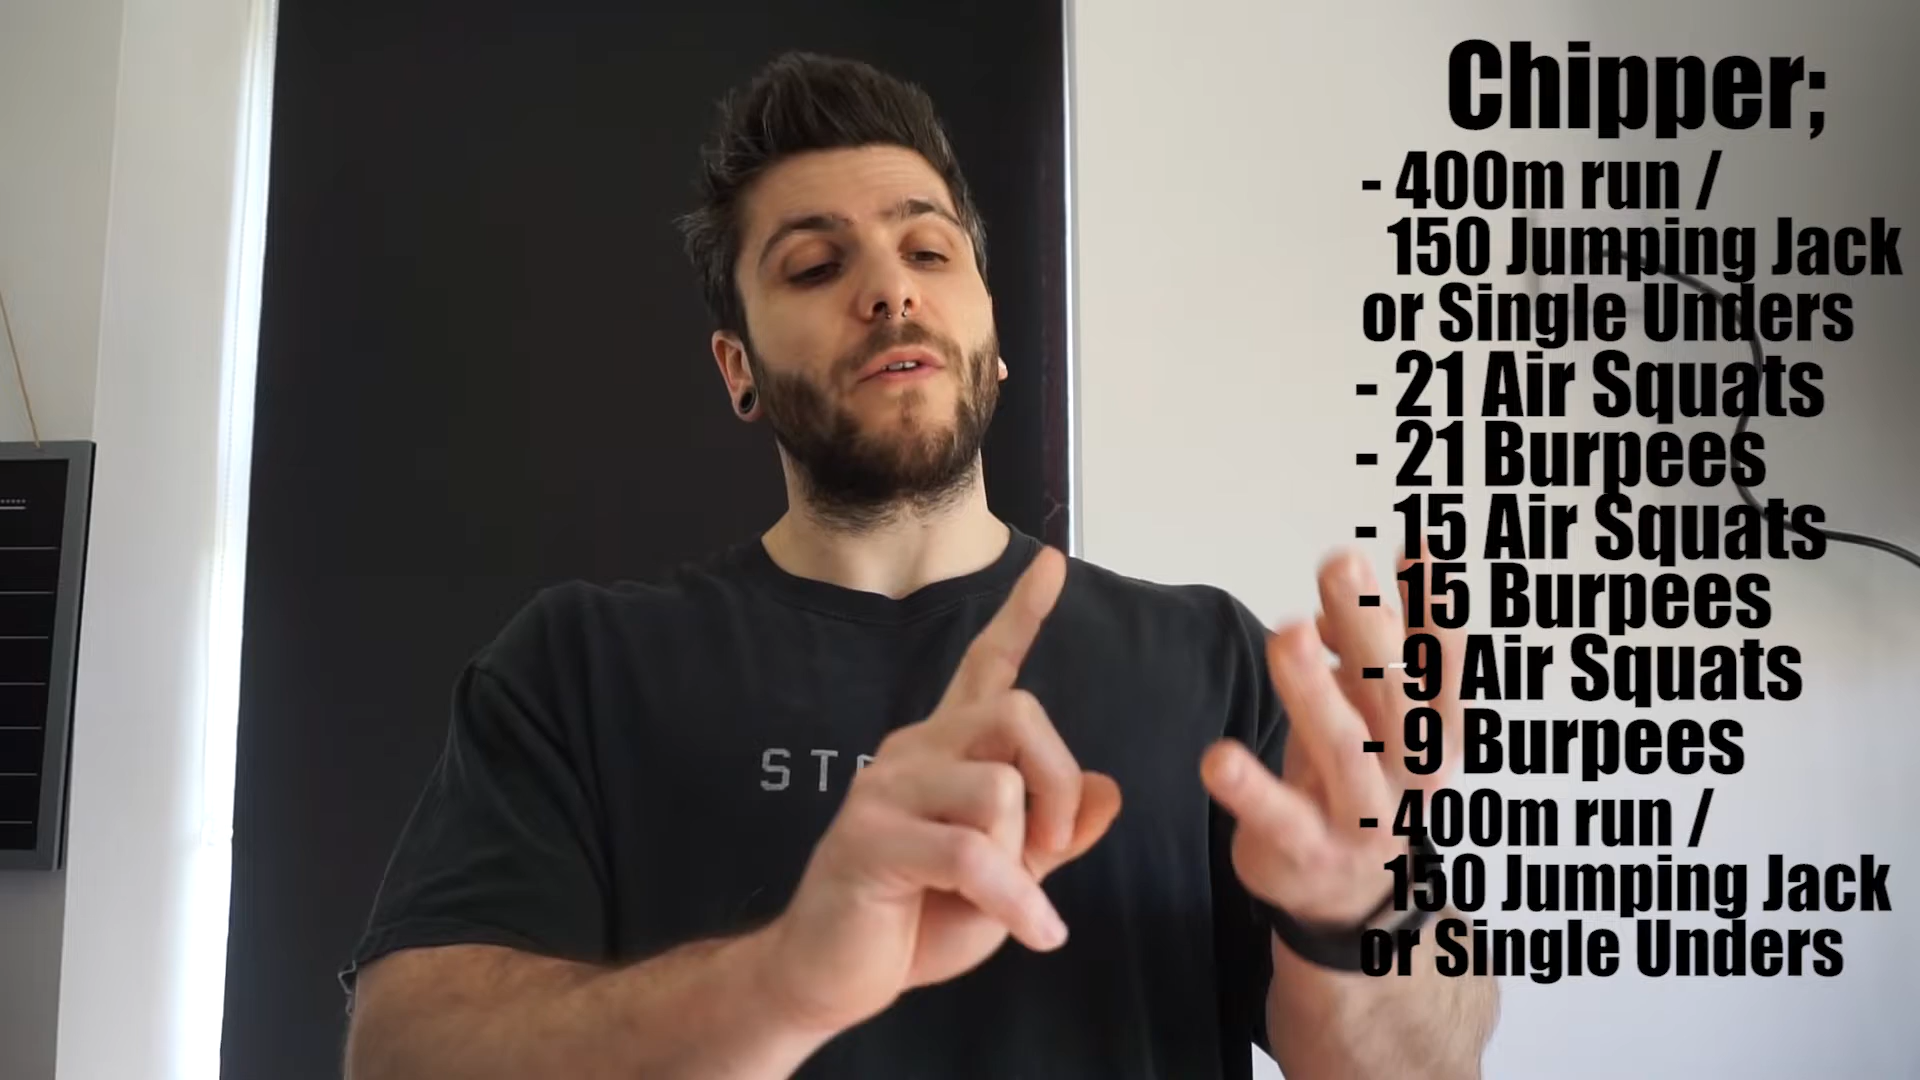 Chipper;
- 400m run /
150 Jumping Jack
or Single Unders
- 21 Air Squats
- 21 Burpees
- 15 Air Squats
- 15 Burpees
- 9 Air Squats
- 9 Burpees
- 400m run /
150 Jumping Jack
or Single Unders